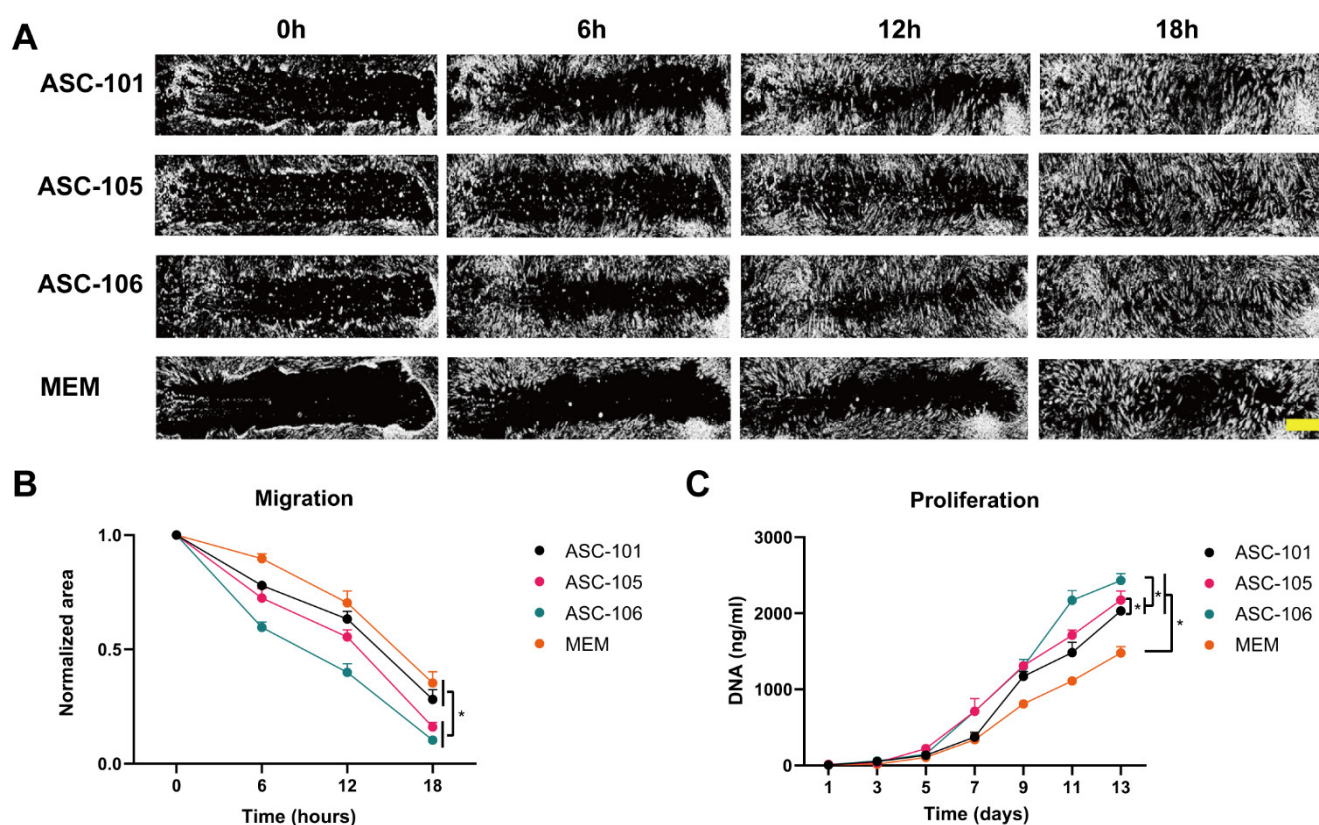 A
0h 6h 12h 18h
ASC-101
ASC-105
ASC-106
MEM
B
Migration
Normalized area
1.0
0.5
0.0
0 6 12 18
Time (hours)
ASC-101
ASC-105
ASC-106
MEM
*
C
Proliferation
DNA (ng/ml)
3000
2000
1000
0
1 3 5 7 9 11 13
Time (days)
ASC-101
ASC-105
ASC-106
MEM
* * *